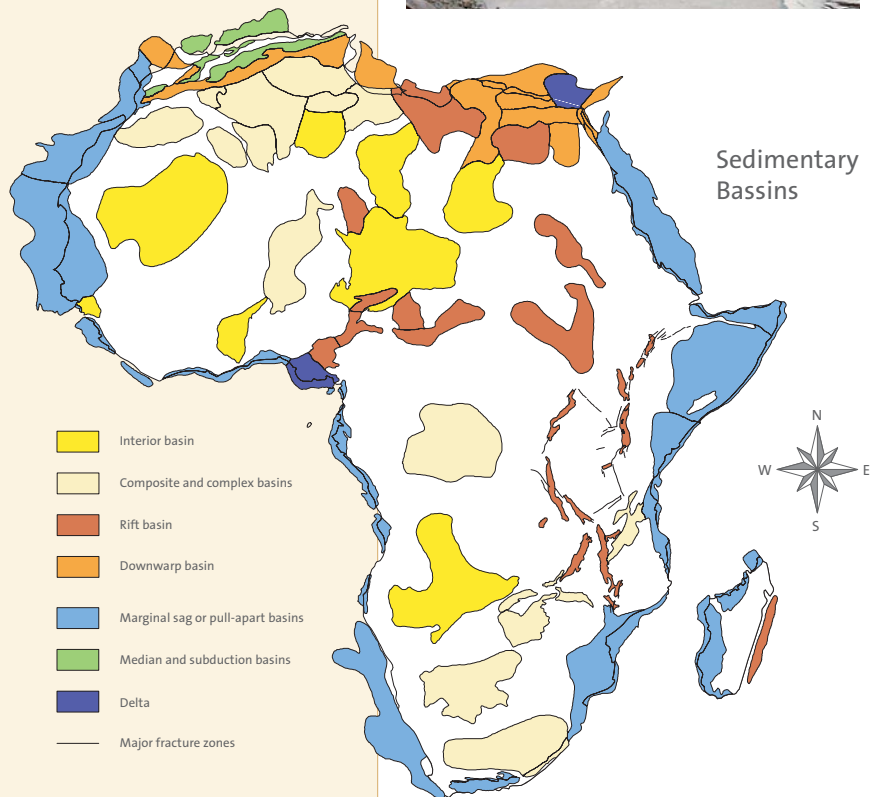 Sedimentary
Basins
N
W
E
S
Interior basin
Composite and complex basins
Rift basin
Downwarp basin
Marginal sag or pull-apart basins
Median and subduction basins
Delta
Major fracture zones